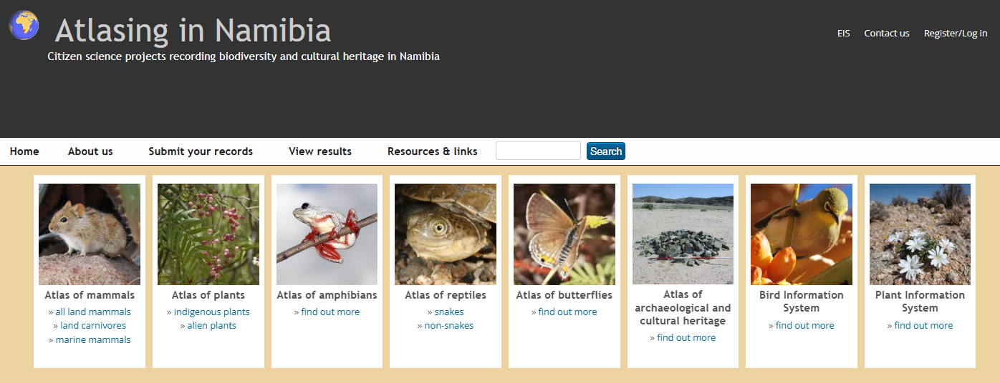 Atlasing in Namibia
Citizen science projects recording biodiversity and cultural heritage in Namibia
EIS Contact us Register/Log in
Home About us Submit your records View results Resources & links Search
Atlas of mammals
» all land mammals
» land carnivores
» marine mammals
Atlas of plants
» indigenous plants
» alien plants
Atlas of amphibians
» find out more
Atlas of reptiles
» snakes
» non-snakes
Atlas of butterflies
» find out more
Atlas of
archaeological and
cultural heritage
» find out more
Bird Information
System
» find out more
Plant Information
System
» find out more